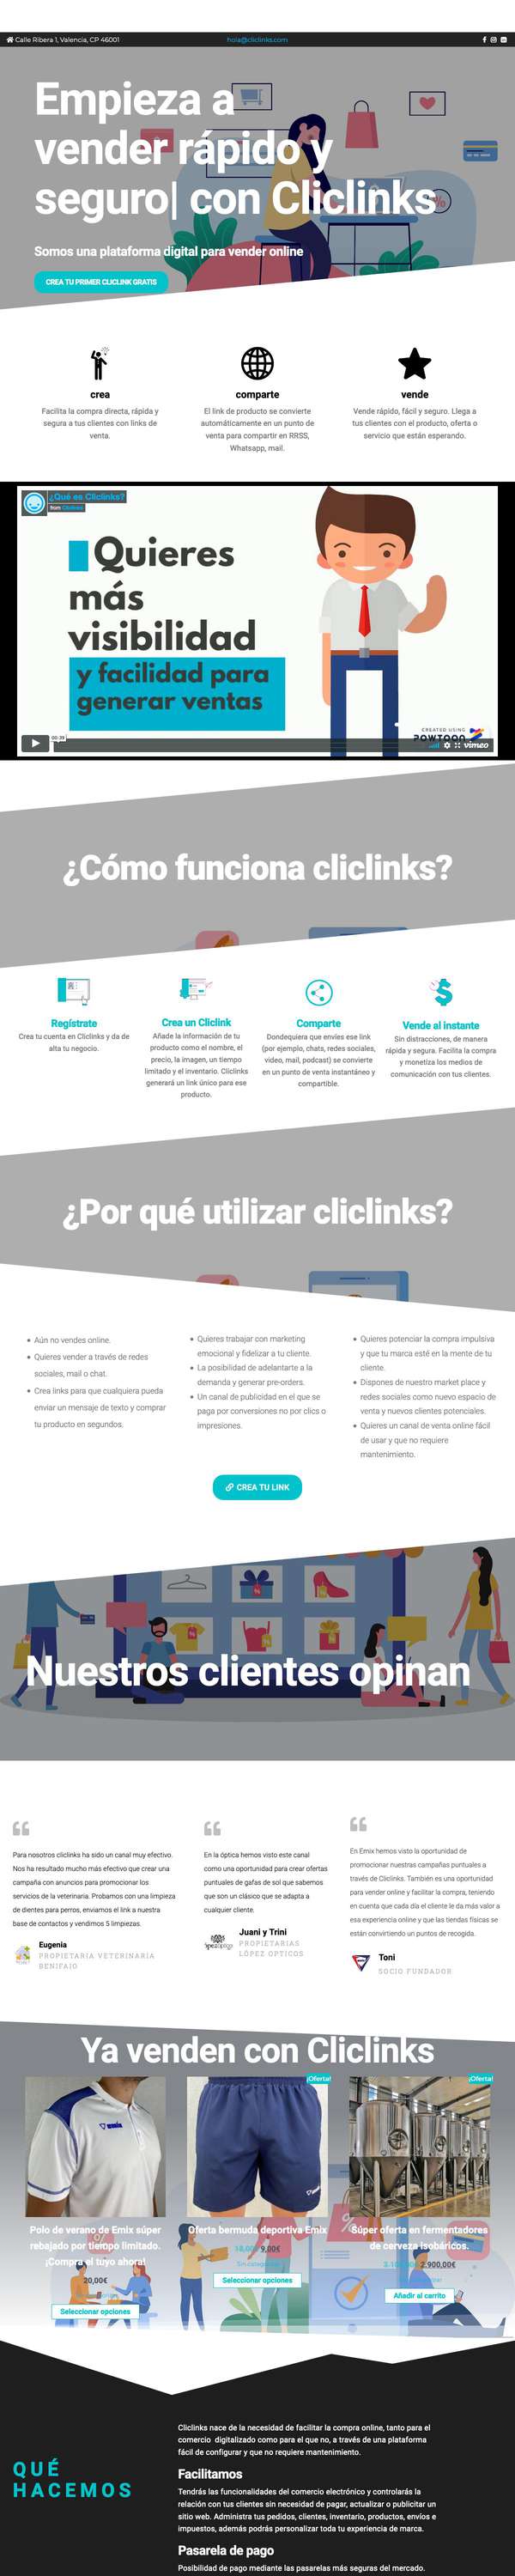 Calle Ribera 1, Valencia, CP 46001
hola@cliclinks.com
Empieza a
vender rápido y
seguro| con Cliclinks
Somos una plataforma digital para vender online
CREA TU PRIMER CLICLINK GRATIS
crea
Facilita la compra directa, rápida y
segura a tus clientes con links de
venta.
comparte
El link de producto se convierte
automáticamente en un punto de
venta para compartir en RRSS,
Whatsapp, mail.
vende
Vende rápido, fácil y seguro. Llega a
tus clientes con el producto, oferta o
servicio que están esperando.
¿Qué es Cliclinks?
from Cliclinks
Quieres
más
visibilidad
y facilidad para
generar ventas
CREATED USING
POWTOON
00:39
vimeo
¿Cómo funciona cliclinks?
Regístrate
Crea tu cuenta en Cliclinks y da de
alta tu negocio.
Crea un Cliclink
Añade la información de tu
producto como el nombre, el
precio, la imagen, un tiempo
limitado y el inventario. Cliclinks
generará un link único para ese
producto.
Comparte
Dondequiera que envíes ese link
(por ejemplo, chats, redes sociales,
video, mail, podcast) se convierte
en un punto de venta instantáneo y
compartible.
Vende al instante
Sin distracciones, de manera
rápida y segura. Facilita la compra
y monetiza los medios de
comunicación con tus clientes.
¿Por qué utilizar cliclinks?
Aún no vendes online.
Quieres vender a través de redes
sociales, mail o chat.
Crea links para que cualquiera pueda
enviar un mensaje de texto y comprar
tu producto en segundos.
Quieres trabajar con marketing
emocional y fidelizar a tu cliente.
La posibilidad de adelantarte a la
demanda y generar pre-orders.
Un canal de publicidad en el que se
paga por conversiones no por clics o
impresiones.
Quieres potenciar la compra impulsiva
y que tu marca esté en la mente de tu
cliente.
Dispones de nuestro market place y
redes sociales como nuevo espacio de
venta y nuevos clientes potenciales.
Quieres un canal de venta online fácil
de usar y que no requiere
mantenimiento.
CREA TU LINK
Nuestros clientes opinan
Para nosotros cliclinks ha sido un canal muy efectivo.
Nos ha resultado mucho más efectivo que crear una
campaña con anuncios para promocionar los
servicios de la veterinaria. Probamos con una limpieza
de dientes para perros, enviamos el link a nuestra
base de contactos y vendimos 5 limpiezas.
Eugenia
PROPIETARIA VETERINARIA
BENIFAIO
En la óptica hemos visto este canal
como una oportunidad para crear ofertas
puntuales de gafas de sol que sabemos
que son un clásico que se adapta a
cualquier cliente.
Juani y Trini
PROPIETARIAS
LÓPEZ OPTICOS
En Emix hemos visto la oportunidad de
promocionar nuestras campañas puntuales a
través de Cliclinks. También es una oportunidad
para vender online y facilitar la compra, teniendo
en cuenta que cada día el cliente le da más valor a
esa experiencia online y que las tiendas físicas se
están convirtiendo en puntos de recogida.
Toni
SOCIO FUNDADOR
Ya venden con Cliclinks
Polo de verano de Emix súper
rebajado por tiempo limitado.
¡Compra el tuyo ahora!
20,00€
Seleccionar opciones
¡Oferta!
Oferta bermuda deportiva Emix
9,00€
Seleccionar opciones
¡Oferta!
Súper oferta en fermentadores
de cerveza isobáricos.
2.900,00€
Añadir al carrito
QUÉ
HACEMOS
Cliclinks nace de la necesidad de facilitar la compra online, tanto para el
comercio digitalizado como para el que no, a través de una plataforma
fácil de configurar y que no requiere mantenimiento.
Facilitamos
Tendrás las funcionalidades del comercio electrónico y controlarás la
relación con tus clientes sin necesidad de pagar, actualizar o publicitar un
sitio web. Administra tus pedidos, clientes, inventario, productos, envíos e
impuestos, además podrás personalizar toda tu experiencia de marca.
Pasarela de pago
Posibilidad de pago mediante las pasarelas más seguras del mercado.